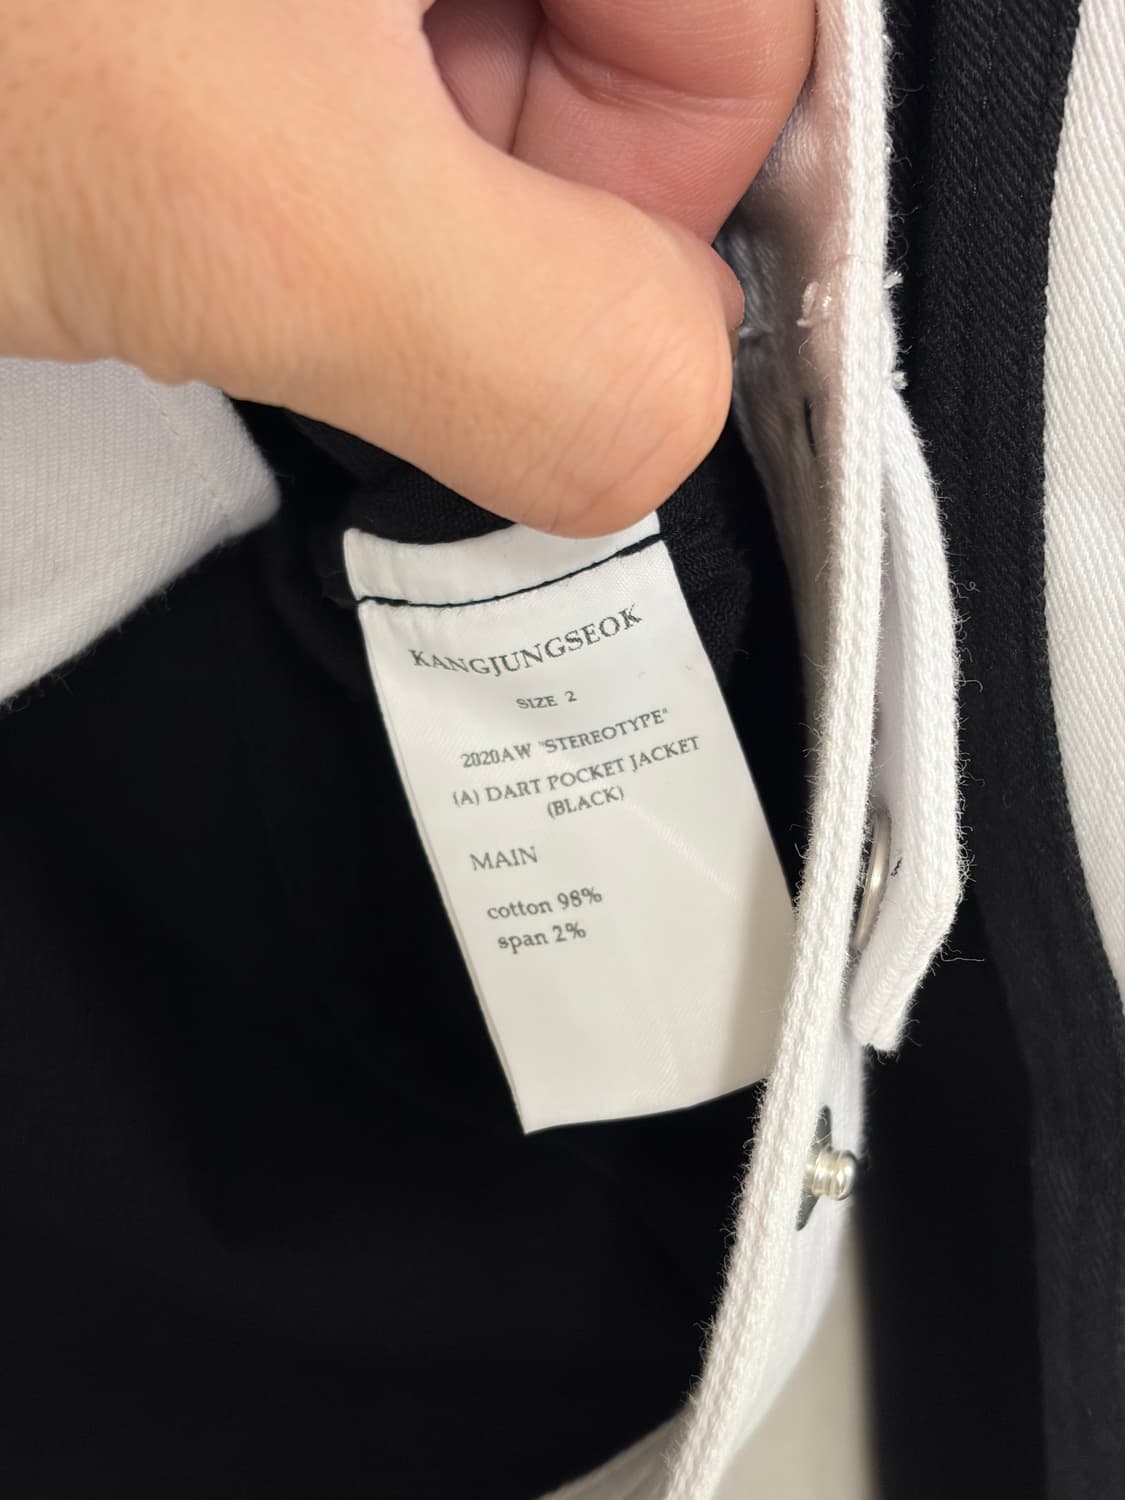 KANGJUNGSEOK
SIZE 2
2020AW "STEREOTYPE"
(A) DART POCKET JACKET
(BLACK)
MAIN
cotton 98%
span 2%